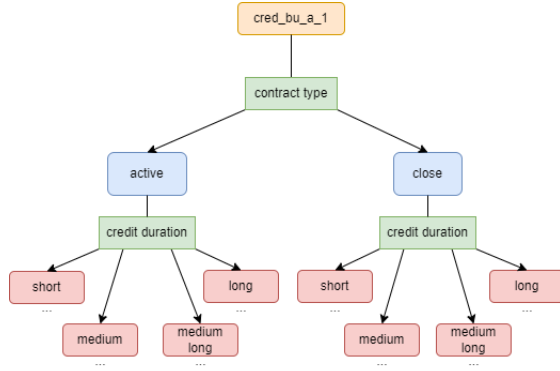 cred_bu_a_1
contract type
active
close
credit duration
credit duration
short
long
short
long
...
...
...
...
medium
medium
long
medium
medium
long
...
...
...
...